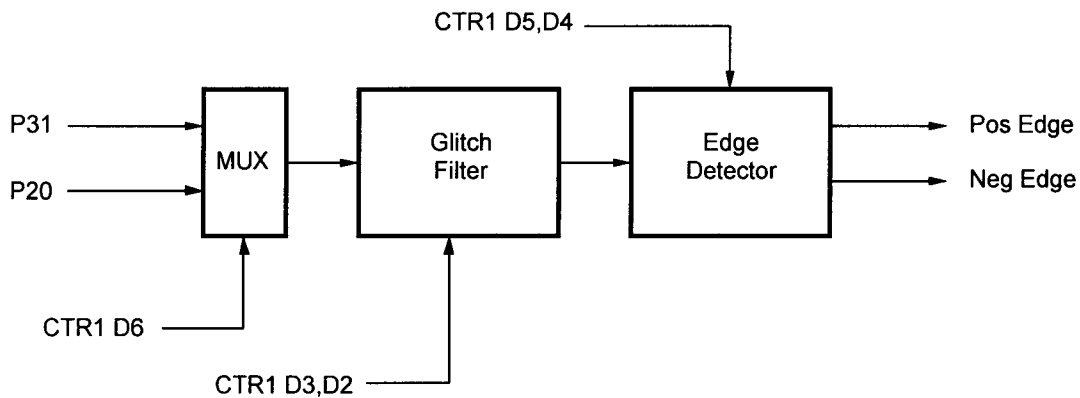 CTR1 D5,D4
P31
P20
MUX
Glitch
Filter
Edge
Detector
Pos Edge
Neg Edge
CTR1 D6
CTR1 D3,D2